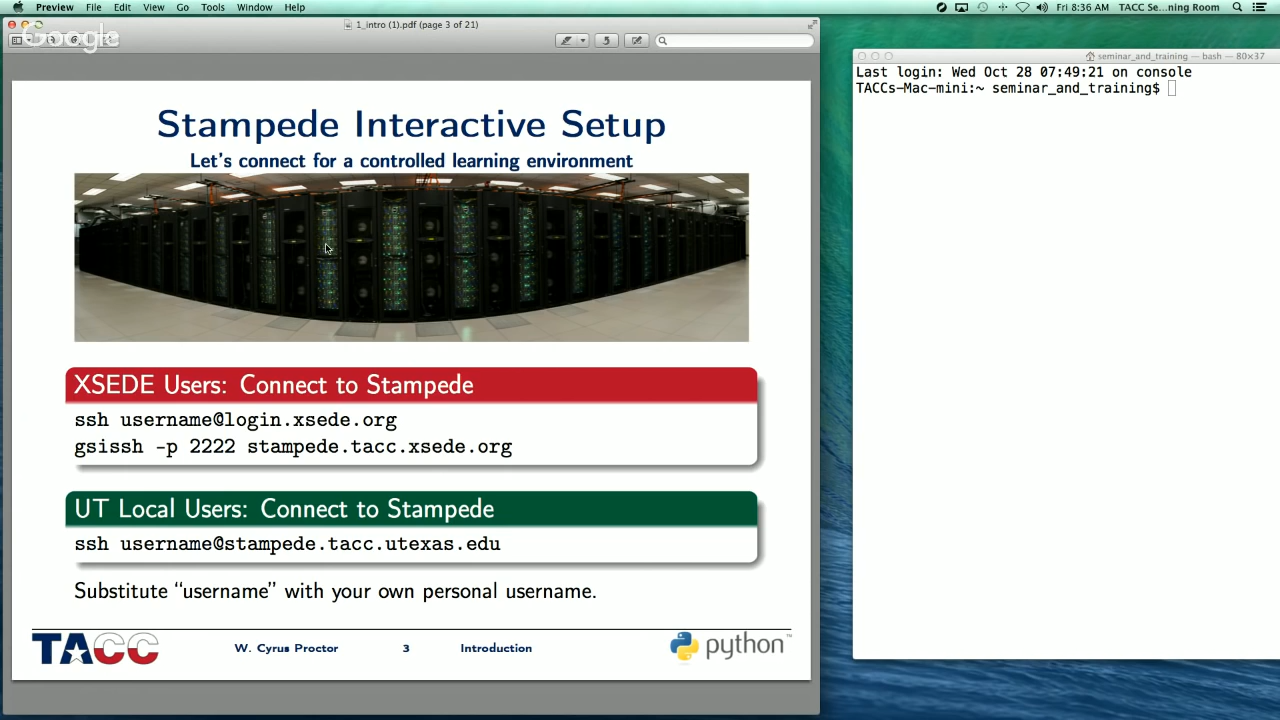 Preview File Edit View Go Tools Window Help
Fri 8:36 AM TACC Se...ning Room
1_intro (1).pdf (page 3 of 21)
Google
Stampede Interactive Setup
Let's connect for a controlled learning environment
XSEDE Users: Connect to Stampede
ssh username@login.xsede.org
gsissh -p 2222 stampede.tacc.xsede.org
UT Local Users: Connect to Stampede
ssh username@stampede.tacc.utexas.edu
Substitute “username” with your own personal username.
TACC
W. Cyrus Proctor 3 Introduction
python™
seminar_and_training — bash — 80×37
Last login: Wed Oct 28 07:49:21 on console
TACCs-Mac-mini:~ seminar_and_training$